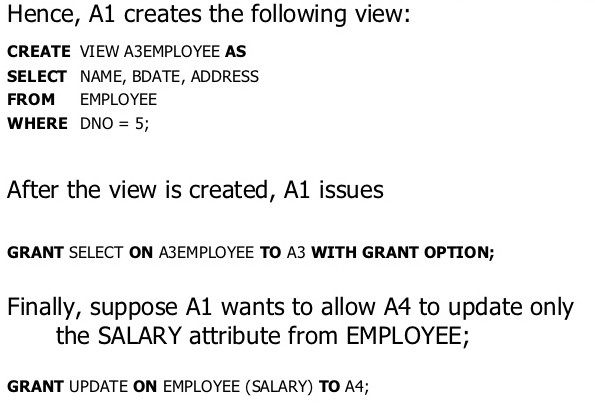 Hence, A1 creates the following view:
CREATE VIEW A3EMPLOYEE AS
SELECT NAME, BDATE, ADDRESS
FROM EMPLOYEE
WHERE DNO = 5;
After the view is created, A1 issues
GRANT SELECT ON A3EMPLOYEE TO A3 WITH GRANT OPTION;
Finally, suppose A1 wants to allow A4 to update only
the SALARY attribute from EMPLOYEE;
GRANT UPDATE ON EMPLOYEE (SALARY) TO A4;